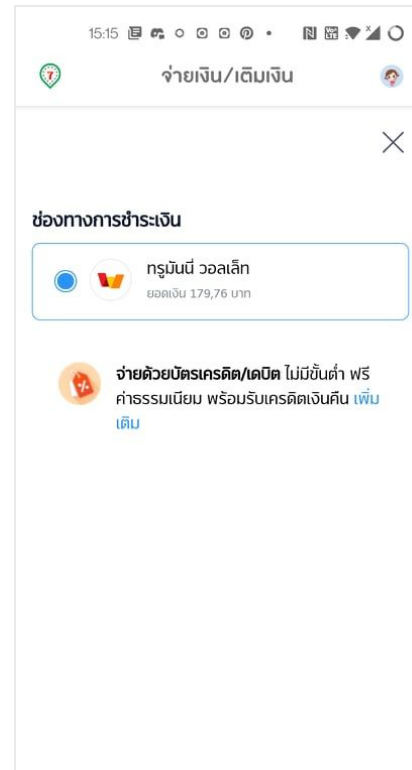 15:15
จ่ายเงิน/เติมเงิน
ช่องทางการชำระเงิน
ทรูมันนี่ วอลเล็ท
ยอดเงิน 179,76 บาท
จ่ายด้วยบัตรเครดิต/เดบิต ไม่มีขั้นต่ำ ฟรี
ค่าธรรมเนียม พร้อมรับเครดิตเงินคืน เพิ่ม
เติม